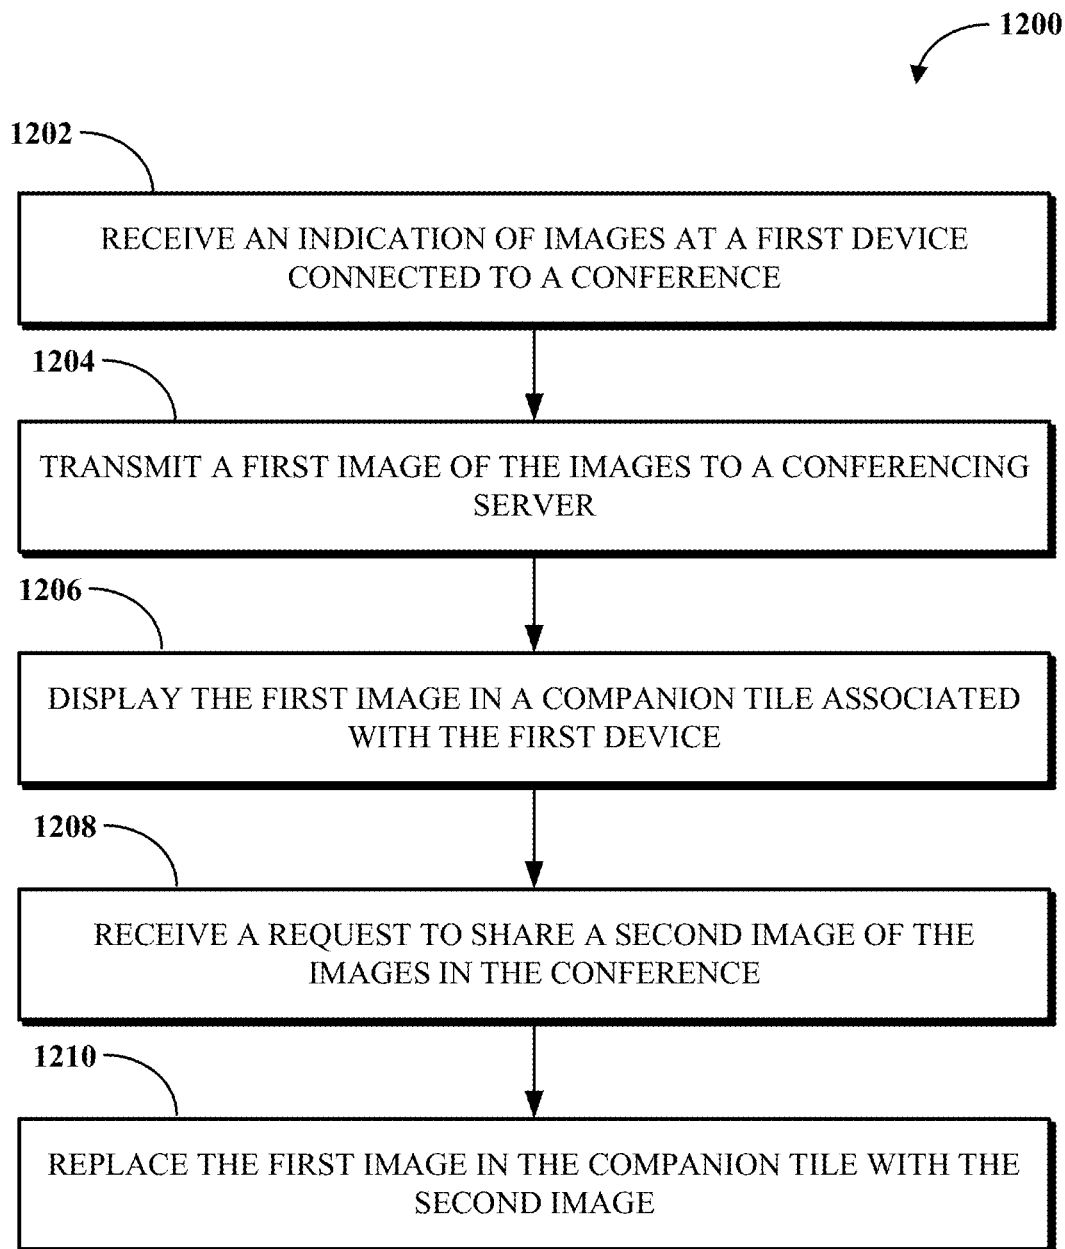 1200
1202
RECEIVE AN INDICATION OF IMAGES AT A FIRST DEVICE
CONNECTED TO A CONFERENCE
1204
TRANSMIT A FIRST IMAGE OF THE IMAGES TO A CONFERENCING
SERVER
1206
DISPLAY THE FIRST IMAGE IN A COMPANION TILE ASSOCIATED
WITH THE FIRST DEVICE
1208
RECEIVE A REQUEST TO SHARE A SECOND IMAGE OF THE
IMAGES IN THE CONFERENCE
1210
REPLACE THE FIRST IMAGE IN THE COMPANION TILE WITH THE
SECOND IMAGE